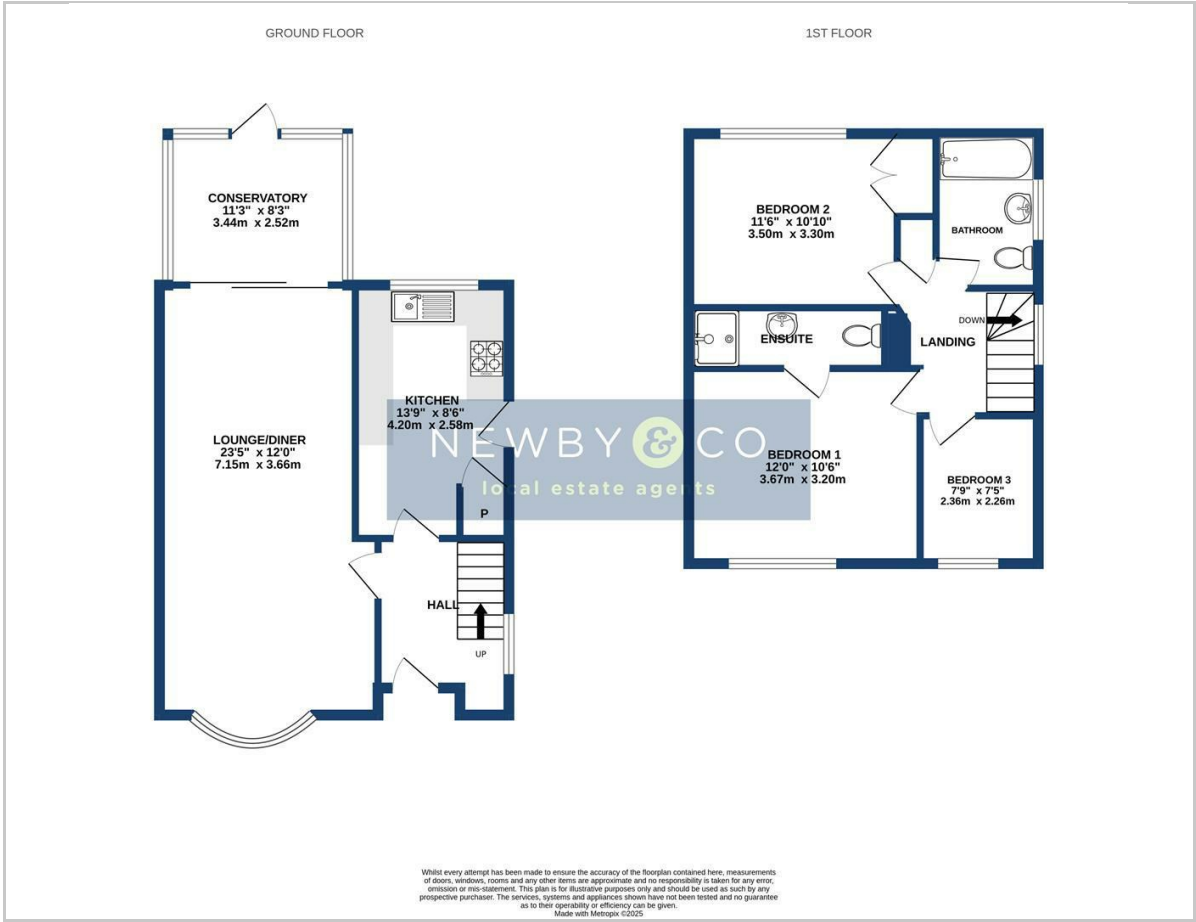 GROUND FLOOR
1ST FLOOR
CONSERVATORY
11'3" x 8'3"
3.44m x 2.52m
BEDROOM 2
11'6" x 10'10"
3.50m x 3.30m
BATHROOM
ENSUITE
DOWN
LANDING
KITCHEN
13'9" x 8'6"
4.20m x 2.58m
LOUNGE/DINER
23'5" x 12'0"
7.15m x 3.66m
NEWBY & CO
local estate agents
BEDROOM 1
12'0" x 10'6"
3.67m x 3.20m
BEDROOM 3
7'9" x 7'5"
2.36m x 2.26m
P
HALL
UP
Whilst every attempt has been made to ensure the accuracy of the floorplan contained here, measurements
of doors, windows, rooms and any other items are approximate and no responsibility is taken for any error,
omission or mis-statement. This plan is for illustrative purposes only and should be used as such by any
prospective purchaser. The services, systems and appliances shown have not been tested and no guarantee
as to their operability or efficiency can be given.
Made with Metropix ©2025